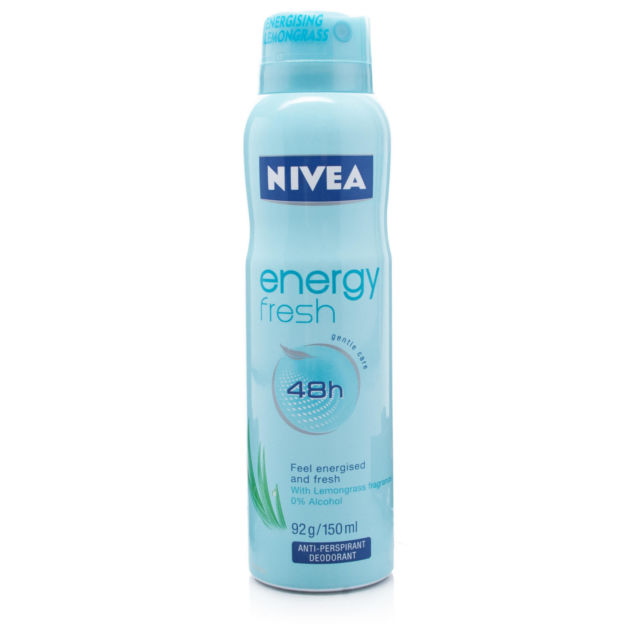 ENERGISING
LEMONGRASS
NIVEA
energy
fresh
gentle care
48h
Feel energised
and fresh
With Lemongrass fragrance
0% Alcohol
92g/150ml
ANTI-PERSPIRANT
DEODORANT